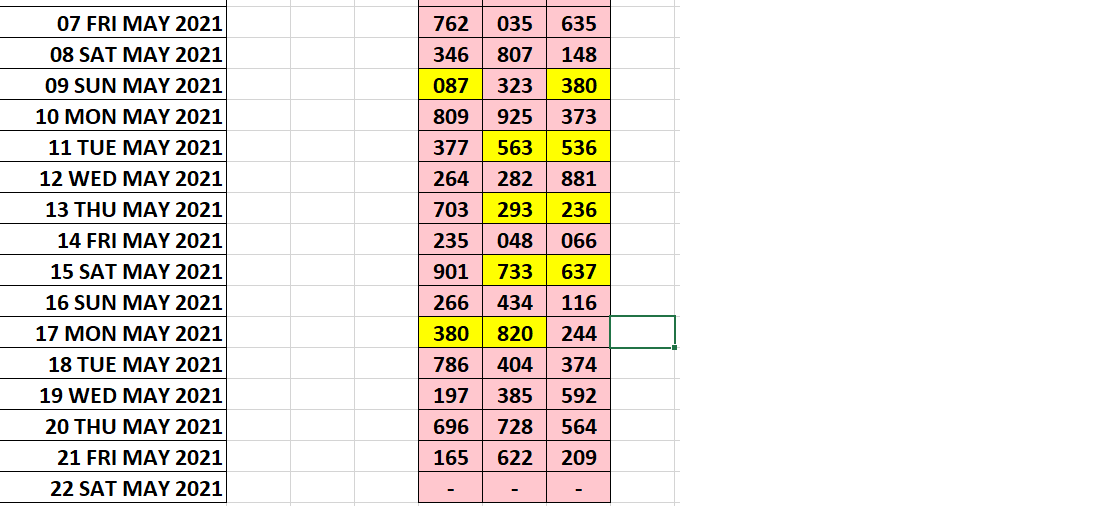 07 FRI MAY 2021 762 035 635
08 SAT MAY 2021 346 807 148
09 SUN MAY 2021 087 323 380
10 MON MAY 2021 809 925 373
11 TUE MAY 2021 377 563 536
12 WED MAY 2021 264 282 881
13 THU MAY 2021 703 293 236
14 FRI MAY 2021 235 048 066
15 SAT MAY 2021 901 733 637
16 SUN MAY 2021 266 434 116
17 MON MAY 2021 380 820 244
18 TUE MAY 2021 786 404 374
19 WED MAY 2021 197 385 592
20 THU MAY 2021 696 728 564
21 FRI MAY 2021 165 622 209
22 SAT MAY 2021 - - -